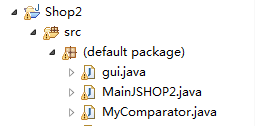 Shop2
src
(default package)
gui.java
MainJSHOP2.java
MyComparator.java